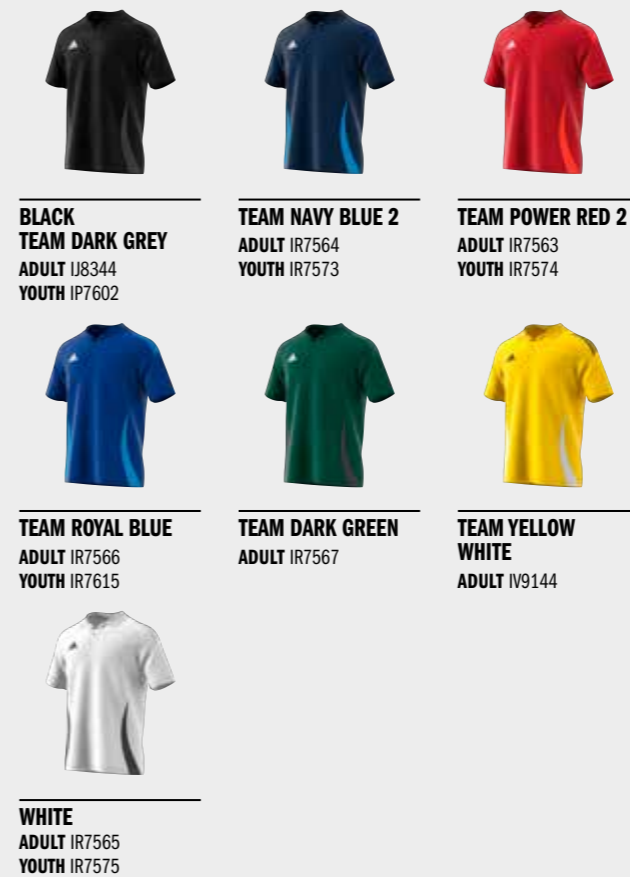 BLACK
TEAM DARK GREY
ADULT IJ8344
YOUTH IP7602
TEAM NAVY BLUE 2
ADULT IR7564
YOUTH IR7573
TEAM POWER RED 2
ADULT IR7563
YOUTH IR7574
TEAM ROYAL BLUE
ADULT IR7566
YOUTH IR7615
TEAM DARK GREEN
ADULT IR7567
TEAM YELLOW
WHITE
ADULT IV9144
WHITE
ADULT IR7565
YOUTH IR7575